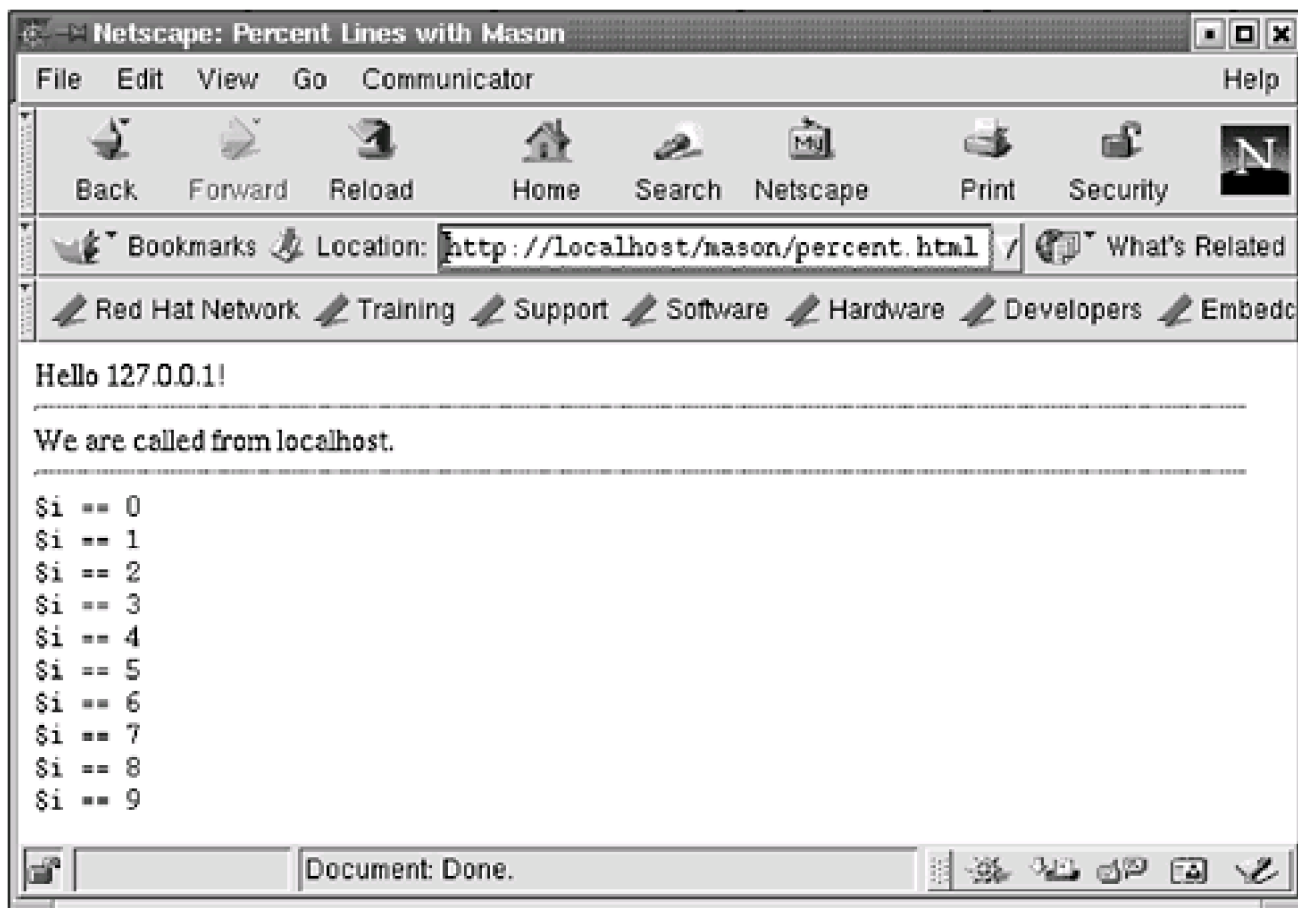 Netscape: Percent Lines with Mason
File Edit View Go Communicator Help
My N
Back Forward Reload Home Search Netscape Print Security
Bookmarks Location: http://localhost/mason/percent.html What's Related
Red Hat Network Training Support Software Hardware Developers Embedc
Hello 127.0.0.1!
We are called from localhost.
$i == 0
$i == 1
$i == 2
$i == 3
$i == 4
$i == 5
$i == 6
$i == 7
$i == 8
$i == 9
Document: Done.